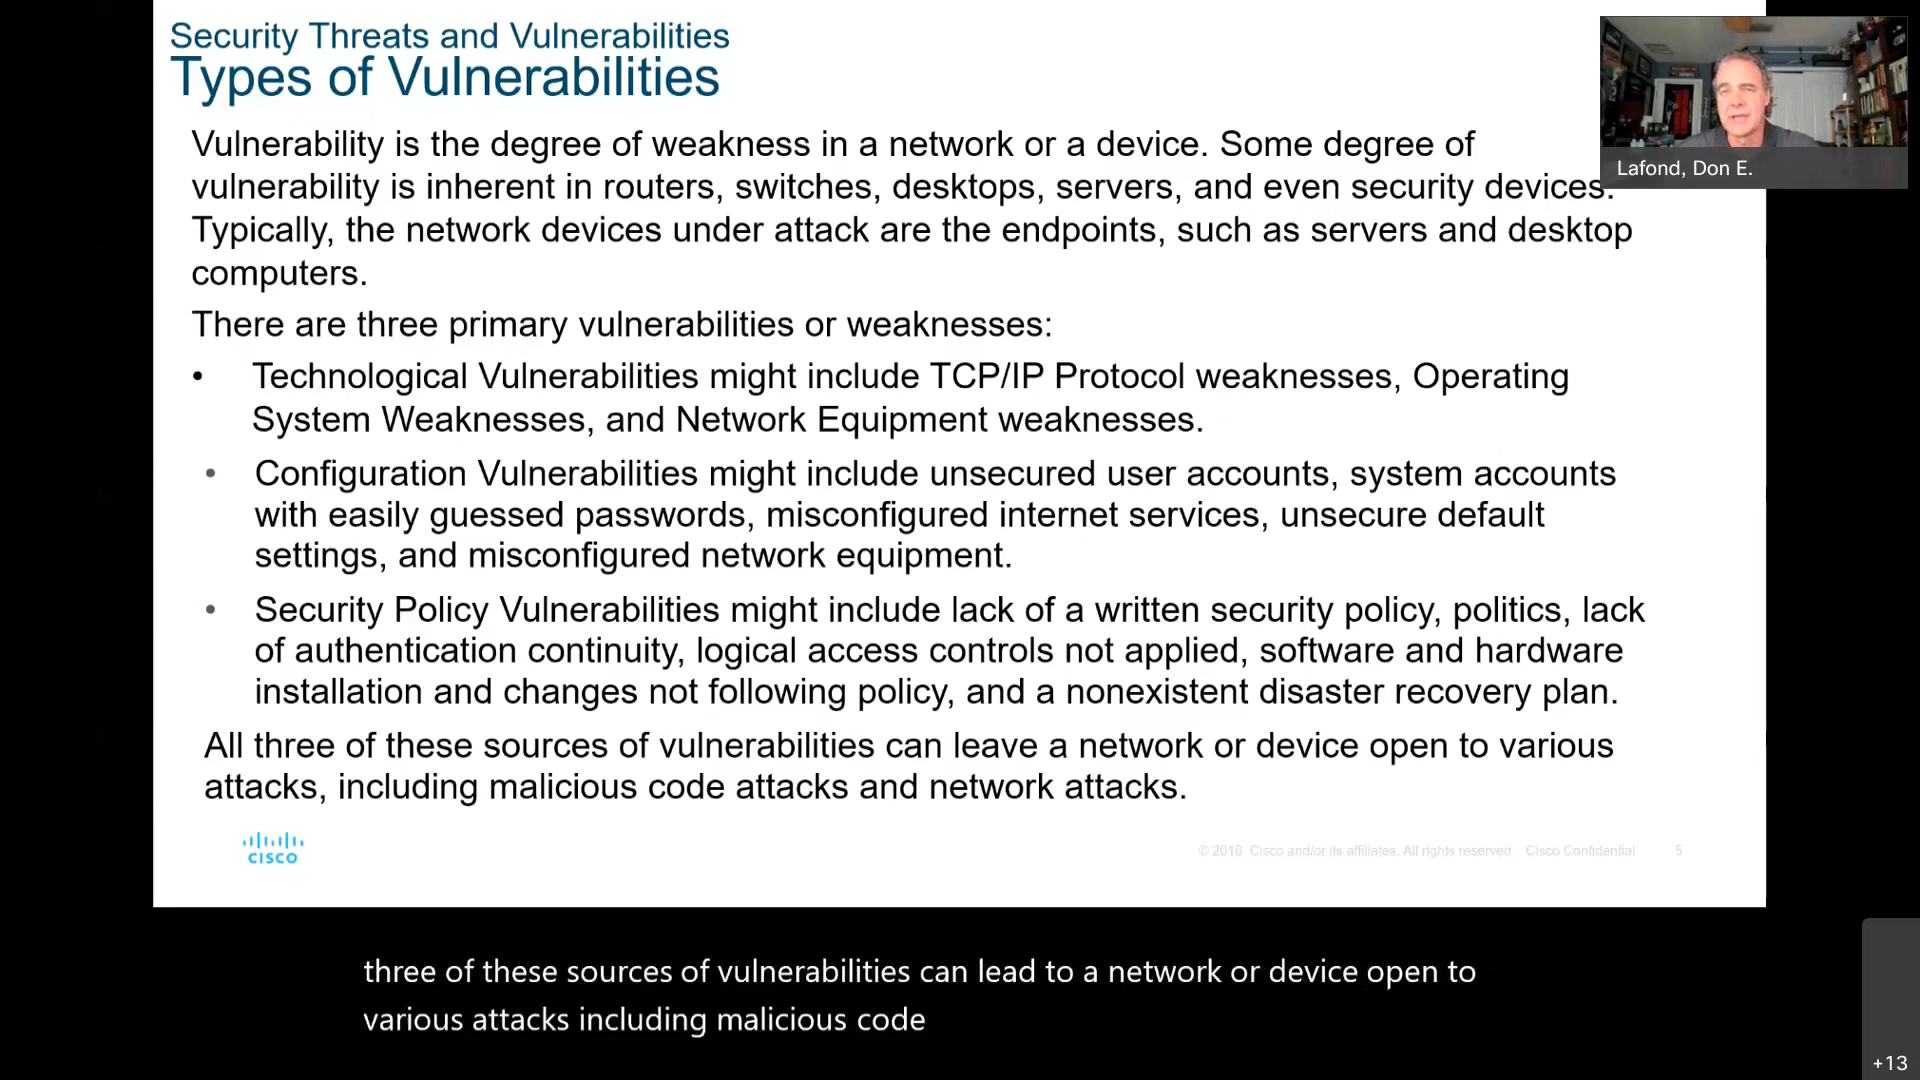 Security Threats and Vulnerabilities
Types of Vulnerabilities
Vulnerability is the degree of weakness in a network or a device. Some degree of
vulnerability is inherent in routers, switches, desktops, servers, and even security devices.
Typically, the network devices under attack are the endpoints, such as servers and desktop
computers.
There are three primary vulnerabilities or weaknesses:
• Technological Vulnerabilities might include TCP/IP Protocol weaknesses, Operating
System Weaknesses, and Network Equipment weaknesses.
• Configuration Vulnerabilities might include unsecured user accounts, system accounts
with easily guessed passwords, misconfigured internet services, unsecure default
settings, and misconfigured network equipment.
• Security Policy Vulnerabilities might include lack of a written security policy, politics, lack
of authentication continuity, logical access controls not applied, software and hardware
installation and changes not following policy, and a nonexistent disaster recovery plan.
All three of these sources of vulnerabilities can leave a network or device open to various
attacks, including malicious code attacks and network attacks.
CISCO
© 2016 Cisco and/or its affiliates. All rights reserved. Cisco Confidential 5
Lafond, Don E.
three of these sources of vulnerabilities can lead to a network or device open to
various attacks including malicious code
+13